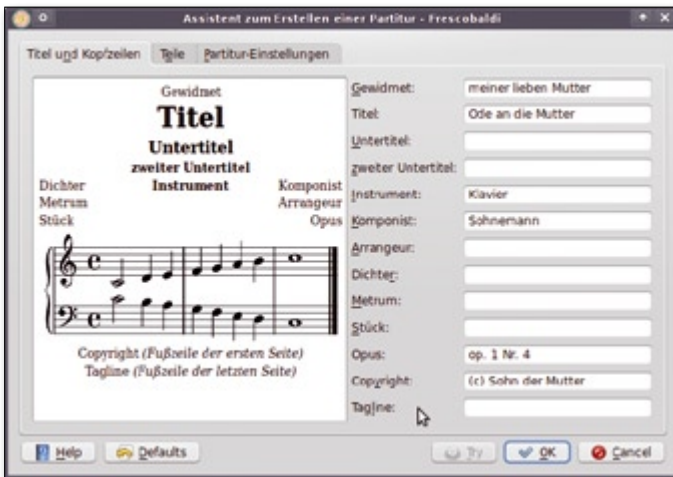 Assistent zum Erstellen einer Partitur - Frescobaldi
Titel und Kopfzeilen Teile Partitur-Einstellungen
Gewidmet
Titel
Untertitel
zweiter Untertitel
Dichter Instrument Komponist
Metrum Arrangeur
Stück Opus
Copyright (Fußzeile der ersten Seite)
Tagline (Fußzeile der letzten Seite)
Gewidmet: meiner lieben Mutter
Titel: Ode an die Mutter
Untertitel:
zweiter Untertitel:
Instrument: Klavier
Komponist: Sohnemann
Arrangeur:
Dichter:
Metrum:
Stück:
Opus: op. 1 Nr. 4
Copyright: (c) Sohn der Mutter
Tagline:
Help Defaults Try OK Cancel